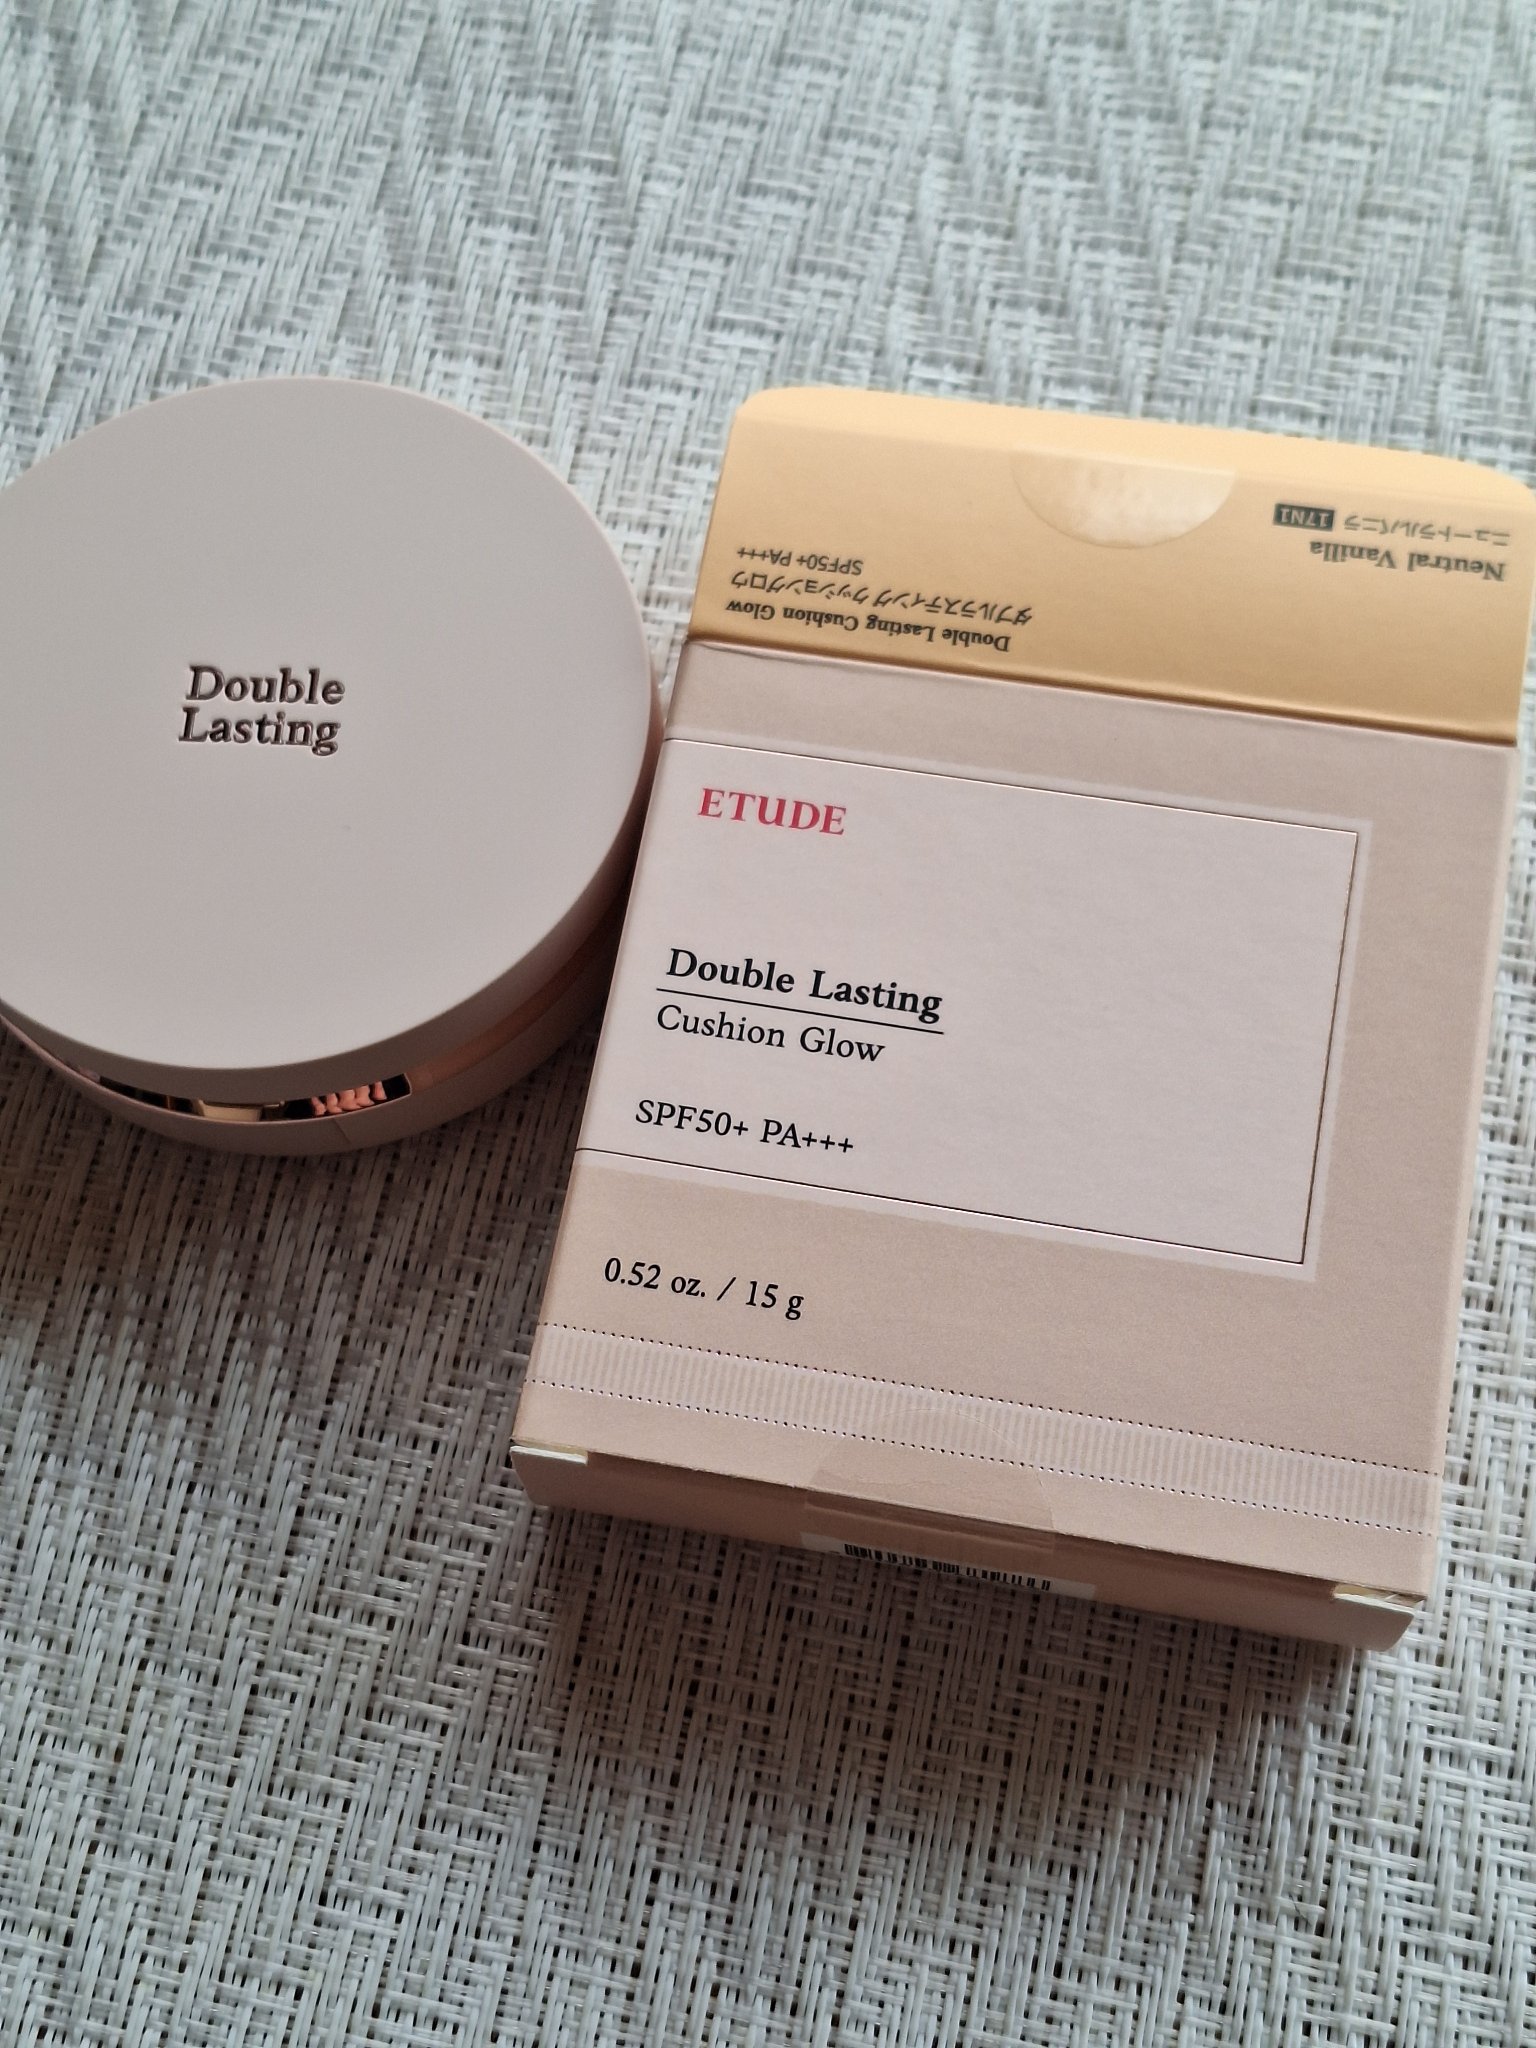 Double
Lasting
Neutral Vanilla
ニュートラルバニラ 17N1
Double Lasting Cushion Glow
ダブルラスティング クッショングロウ
SPF50+ PA+++
ETUDE
Double Lasting
Cushion Glow
SPF50+ PA+++
0.52 oz. / 15 g